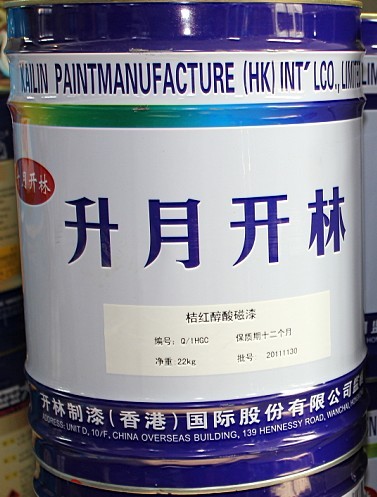 KAILIN PAINTMANUFACTURE (HK) INT'LCO., LIMITED
升月开林
升月开林
桔红醇酸磁漆
编号: Q/1HGC 保质期十二个月
净重 22kg 批号: 20111130
开林制漆(香港)国际股份有限公司
ADDRESS: UNIT D, 10/F, CHINA OVERSEAS BUILDING, 139 HENNESSY ROAD, WANCHAI,